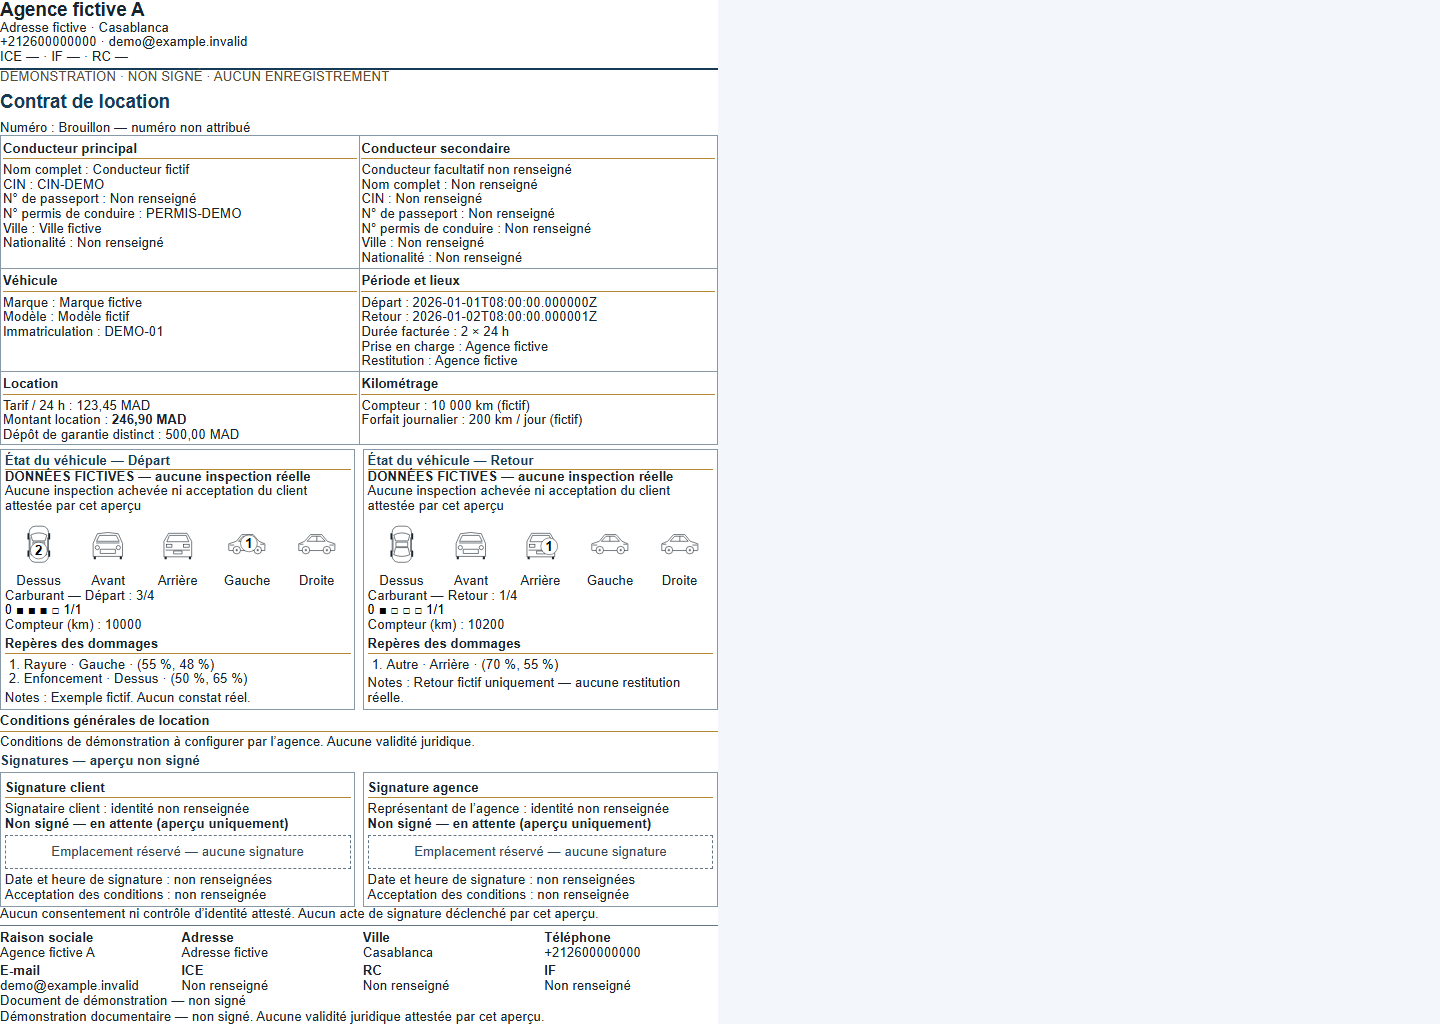 Agence fictive A
Adresse fictive · Casablanca
+212600000000 · demo@example.invalid
ICE — · IF — · RC —
DÉMONSTRATION · NON SIGNÉ · AUCUN ENREGISTREMENT
Contrat de location
Numéro : Brouillon — numéro non attribué
Conducteur principal
Nom complet : Conducteur fictif
CIN : CIN-DEMO
N° de passeport : Non renseigné
N° permis de conduire : PERMIS-DEMO
Ville : Ville fictive
Nationalité : Non renseigné
Conducteur secondaire
Conducteur facultatif non renseigné
Nom complet : Non renseigné
CIN : Non renseigné
N° de passeport : Non renseigné
N° permis de conduire : Non renseigné
Ville : Non renseigné
Nationalité : Non renseigné
Véhicule
Marque : Marque fictive
Modèle : Modèle fictif
Immatriculation : DEMO-01
Période et lieux
Départ : 2026-01-01T08:00:00.000000Z
Retour : 2026-01-02T08:00:00.000001Z
Durée facturée : 2 × 24 h
Prise en charge : Agence fictive
Restitution : Agence fictive
Location
Tarif / 24 h : 123,45 MAD
Montant location : 246,90 MAD
Dépôt de garantie distinct : 500,00 MAD
Kilométrage
Compteur : 10 000 km (fictif)
Forfait journalier : 200 km / jour (fictif)
État du véhicule — Départ
DONNÉES FICTIVES — aucune inspection réelle
Aucune inspection achevée ni acceptation du client
attestée par cet aperçu
2
1
Dessus Avant Arrière Gauche Droite
Carburant — Départ : 3/4
0 ■ ■ ■ □ 1/1
Compteur (km) : 10000
Repères des dommages
1. Rayure · Gauche · (55 %, 48 %)
2. Enfoncement · Dessus · (50 %, 65 %)
Notes : Exemple fictif. Aucun constat réel.
État du véhicule — Retour
DONNÉES FICTIVES — aucune inspection réelle
Aucune inspection achevée ni acceptation du client
attestée par cet aperçu
1
Dessus Avant Arrière Gauche Droite
Carburant — Retour : 1/4
0 ■ □ □ □ 1/1
Compteur (km) : 10200
Repères des dommages
1. Autre · Arrière · (70 %, 55 %)
Notes : Retour fictif uniquement — aucune restitution
réelle.
Conditions générales de location
Conditions de démonstration à configurer par l’agence. Aucune validité juridique.
Signatures — aperçu non signé
Signature client
Signataire client : identité non renseignée
Non signé — en attente (aperçu uniquement)
Emplacement réservé — aucune signature
Date et heure de signature : non renseignées
Acceptation des conditions : non renseignée
Signature agence
Représentant de l’agence : identité non renseignée
Non signé — en attente (aperçu uniquement)
Emplacement réservé — aucune signature
Date et heure de signature : non renseignées
Acceptation des conditions : non renseignée
Aucun consentement ni contrôle d’identité attesté. Aucun acte de signature déclenché par cet aperçu.
Raison sociale Adresse Ville Téléphone
Agence fictive A Adresse fictive Casablanca +212600000000
E-mail ICE RC IF
demo@example.invalid Non renseigné Non renseigné Non renseigné
Document de démonstration — non signé
Démonstration documentaire — non signé. Aucune validité juridique attestée par cet aperçu.